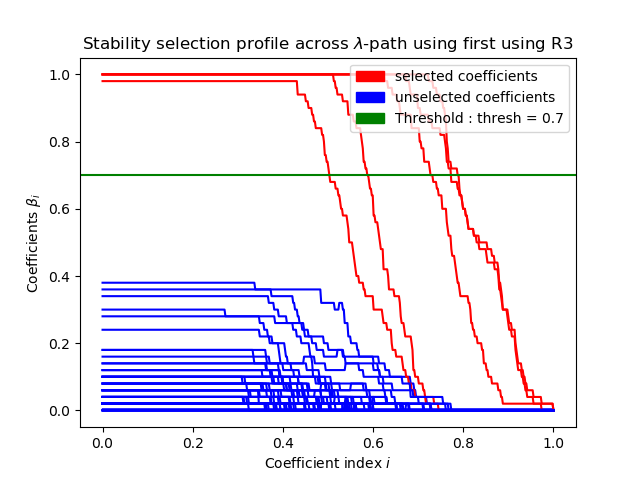 Stability selection profile across λ-path using first using R3
selected coefficients
unselected coefficients
Threshold : thresh = 0.7
Coefficients βi
1.0
0.8
0.6
0.4
0.2
0.0
0.0 0.2 0.4 0.6 0.8 1.0
Coefficient index i